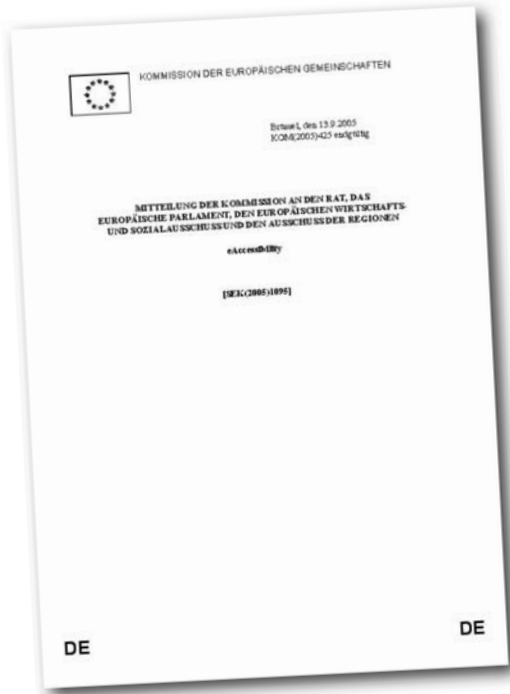 KOMMISSION DER EUROPÄISCHEN GEMEINSCHAFTEN
Brüssel, den 13.9.2005
KOM(2005)425 endgültig
MITTEILUNG DER KOMMISSION AN DEN RAT, DAS
EUROPÄISCHE PARLAMENT, DEN EUROPÄISCHEN WIRTSCHAFTS-
UND SOZIALAUSSCHUSS UND DEN AUSSCHUSS DER REGIONEN
eAccessibility
[SEK(2005)1095]
DE
DE